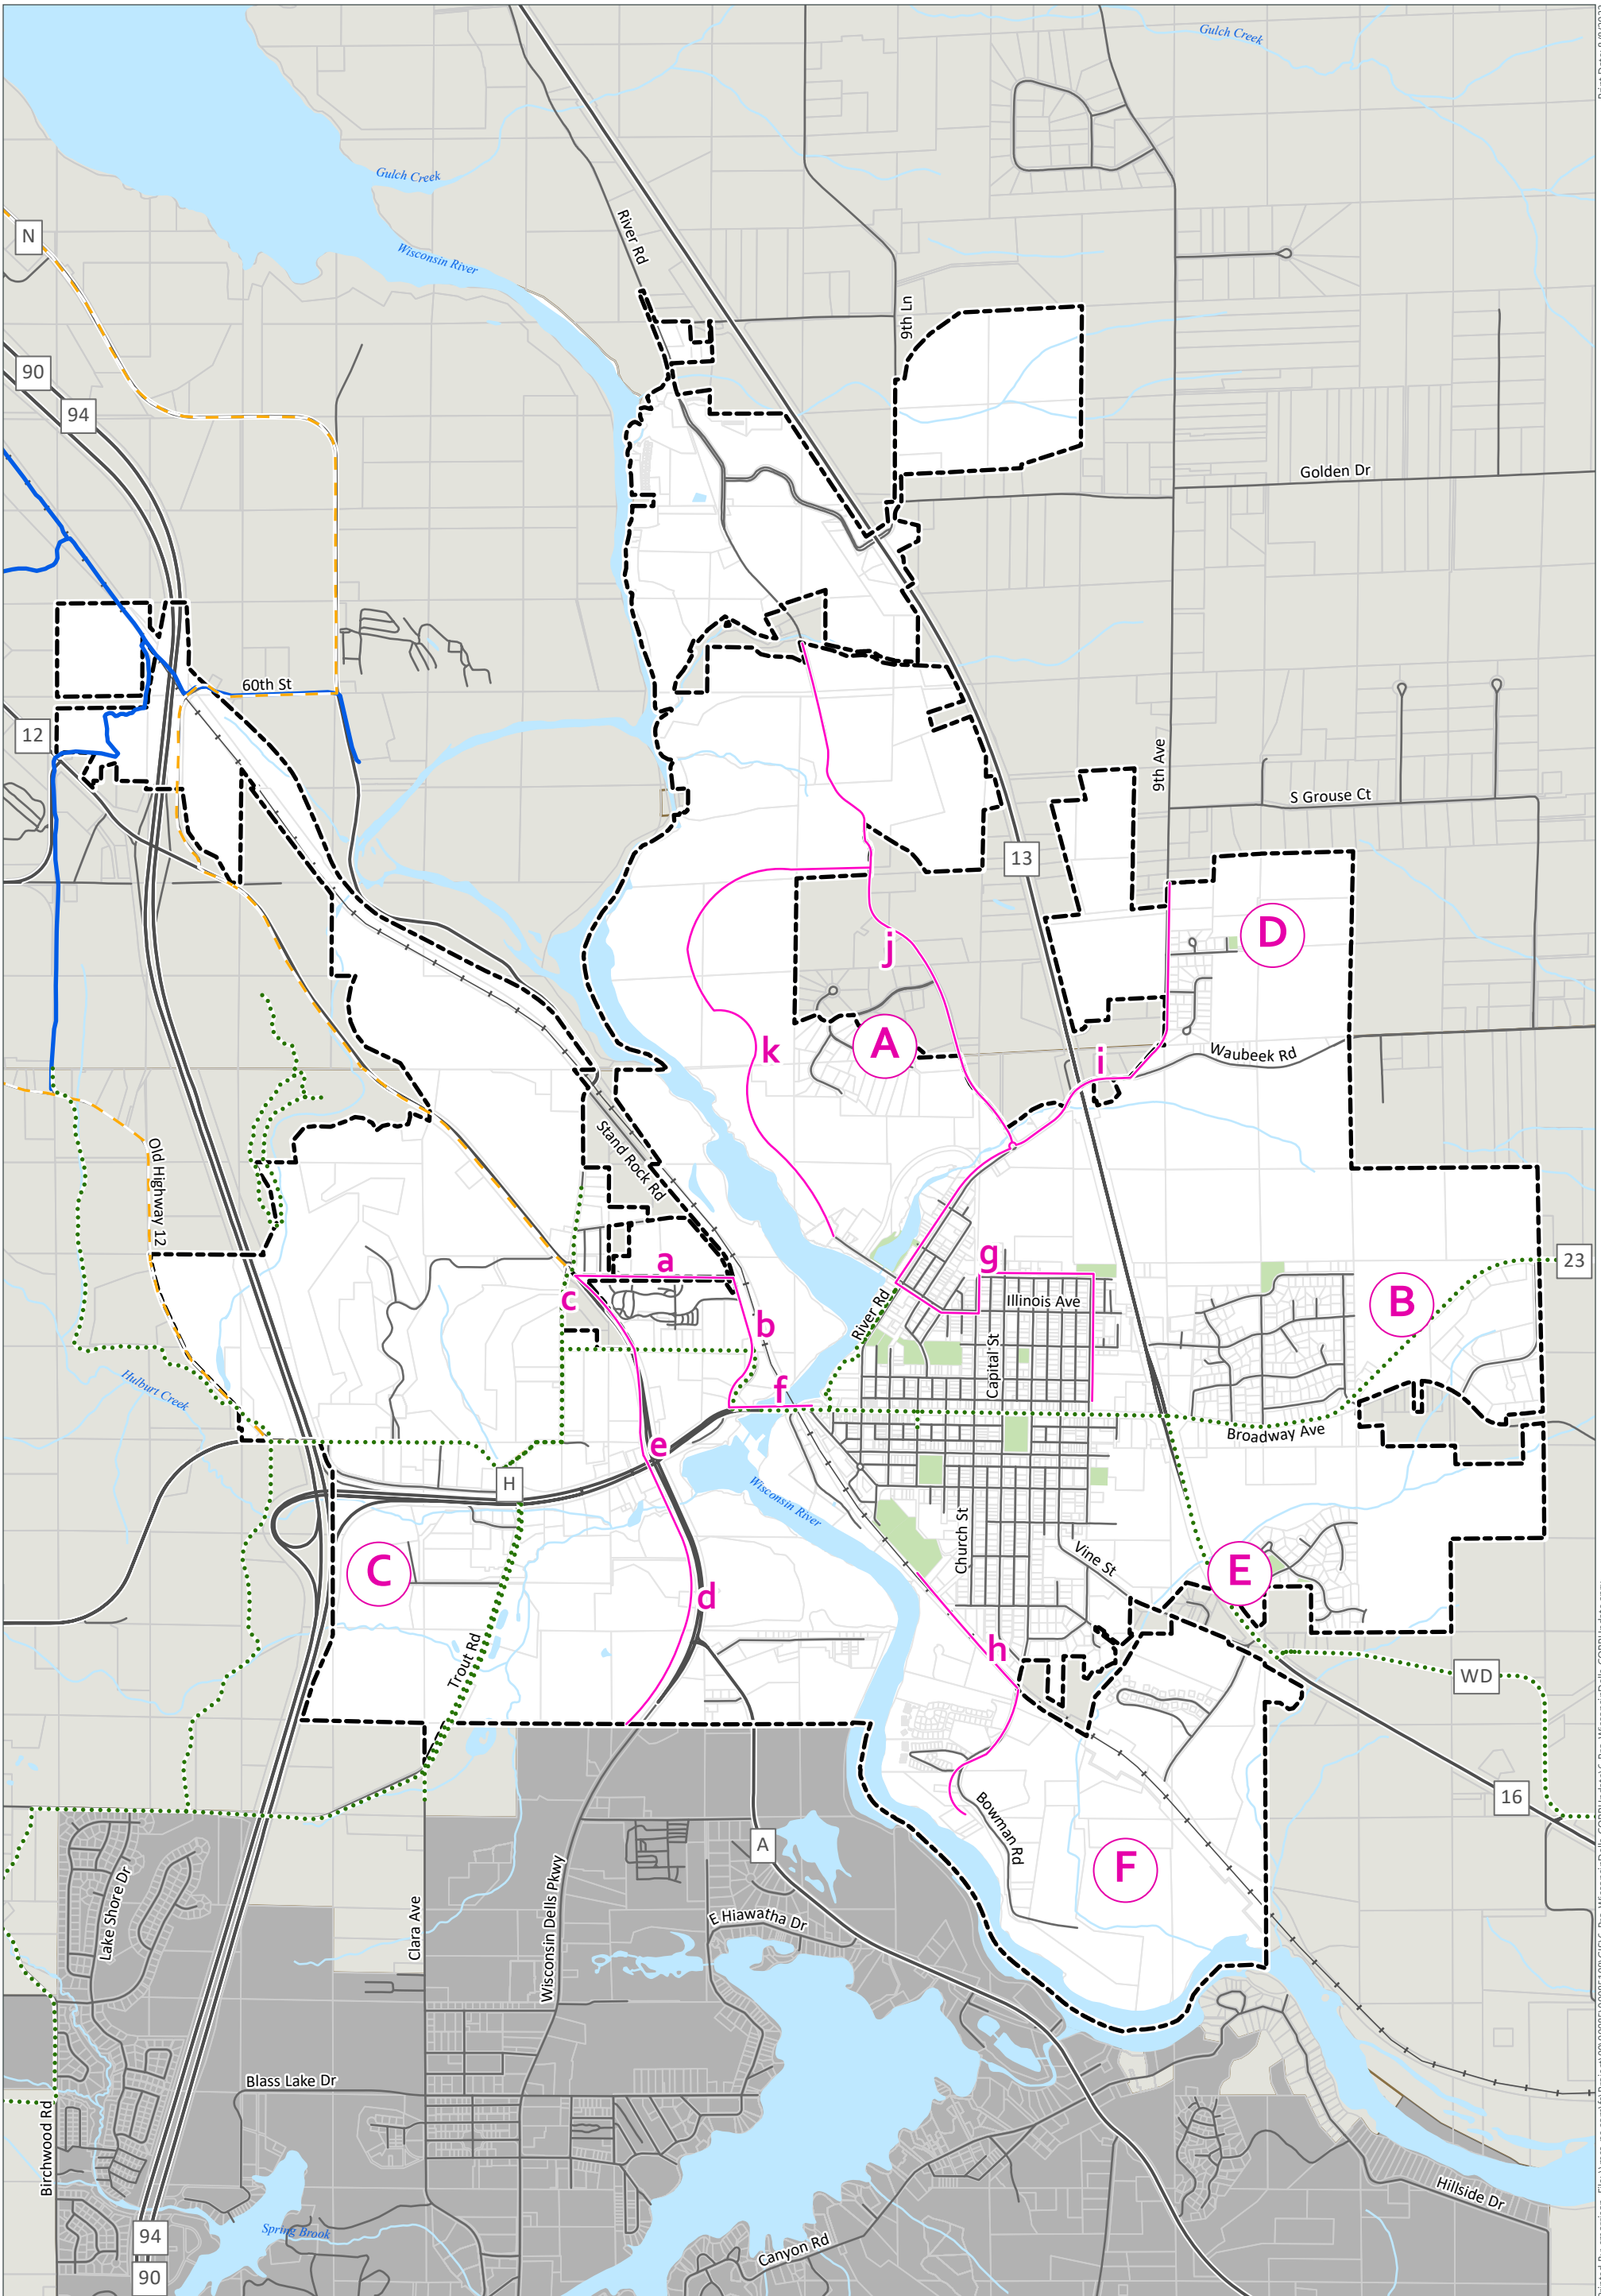 Gulch Creek
Gulch Creek
River Rd
N
Wisconsin River
9th Ln
90
94
Golden Dr
60th St
12
9th Ave
S Grouse Ct
13
D
j
A
k
i
Waubeek Rd
Stand Rock Rd
Old Highway 12
a
g
23
c
Illinois Ave
B
b
River Rd
Capital St
Hulburt Creek
f
Broadway Ave
e
H
Wisconsin River
Church St
Vine St
C
E
d
Trout Rd
h
WD
16
Bowman Rd
A
F
Lake Shore Dr
Clara Ave
Wisconsin Dells Pkwy
E Hiawatha Dr
Blass Lake Dr
Birchwood Rd
Hillside Dr
94
Spring Brook
Canyon Rd
90